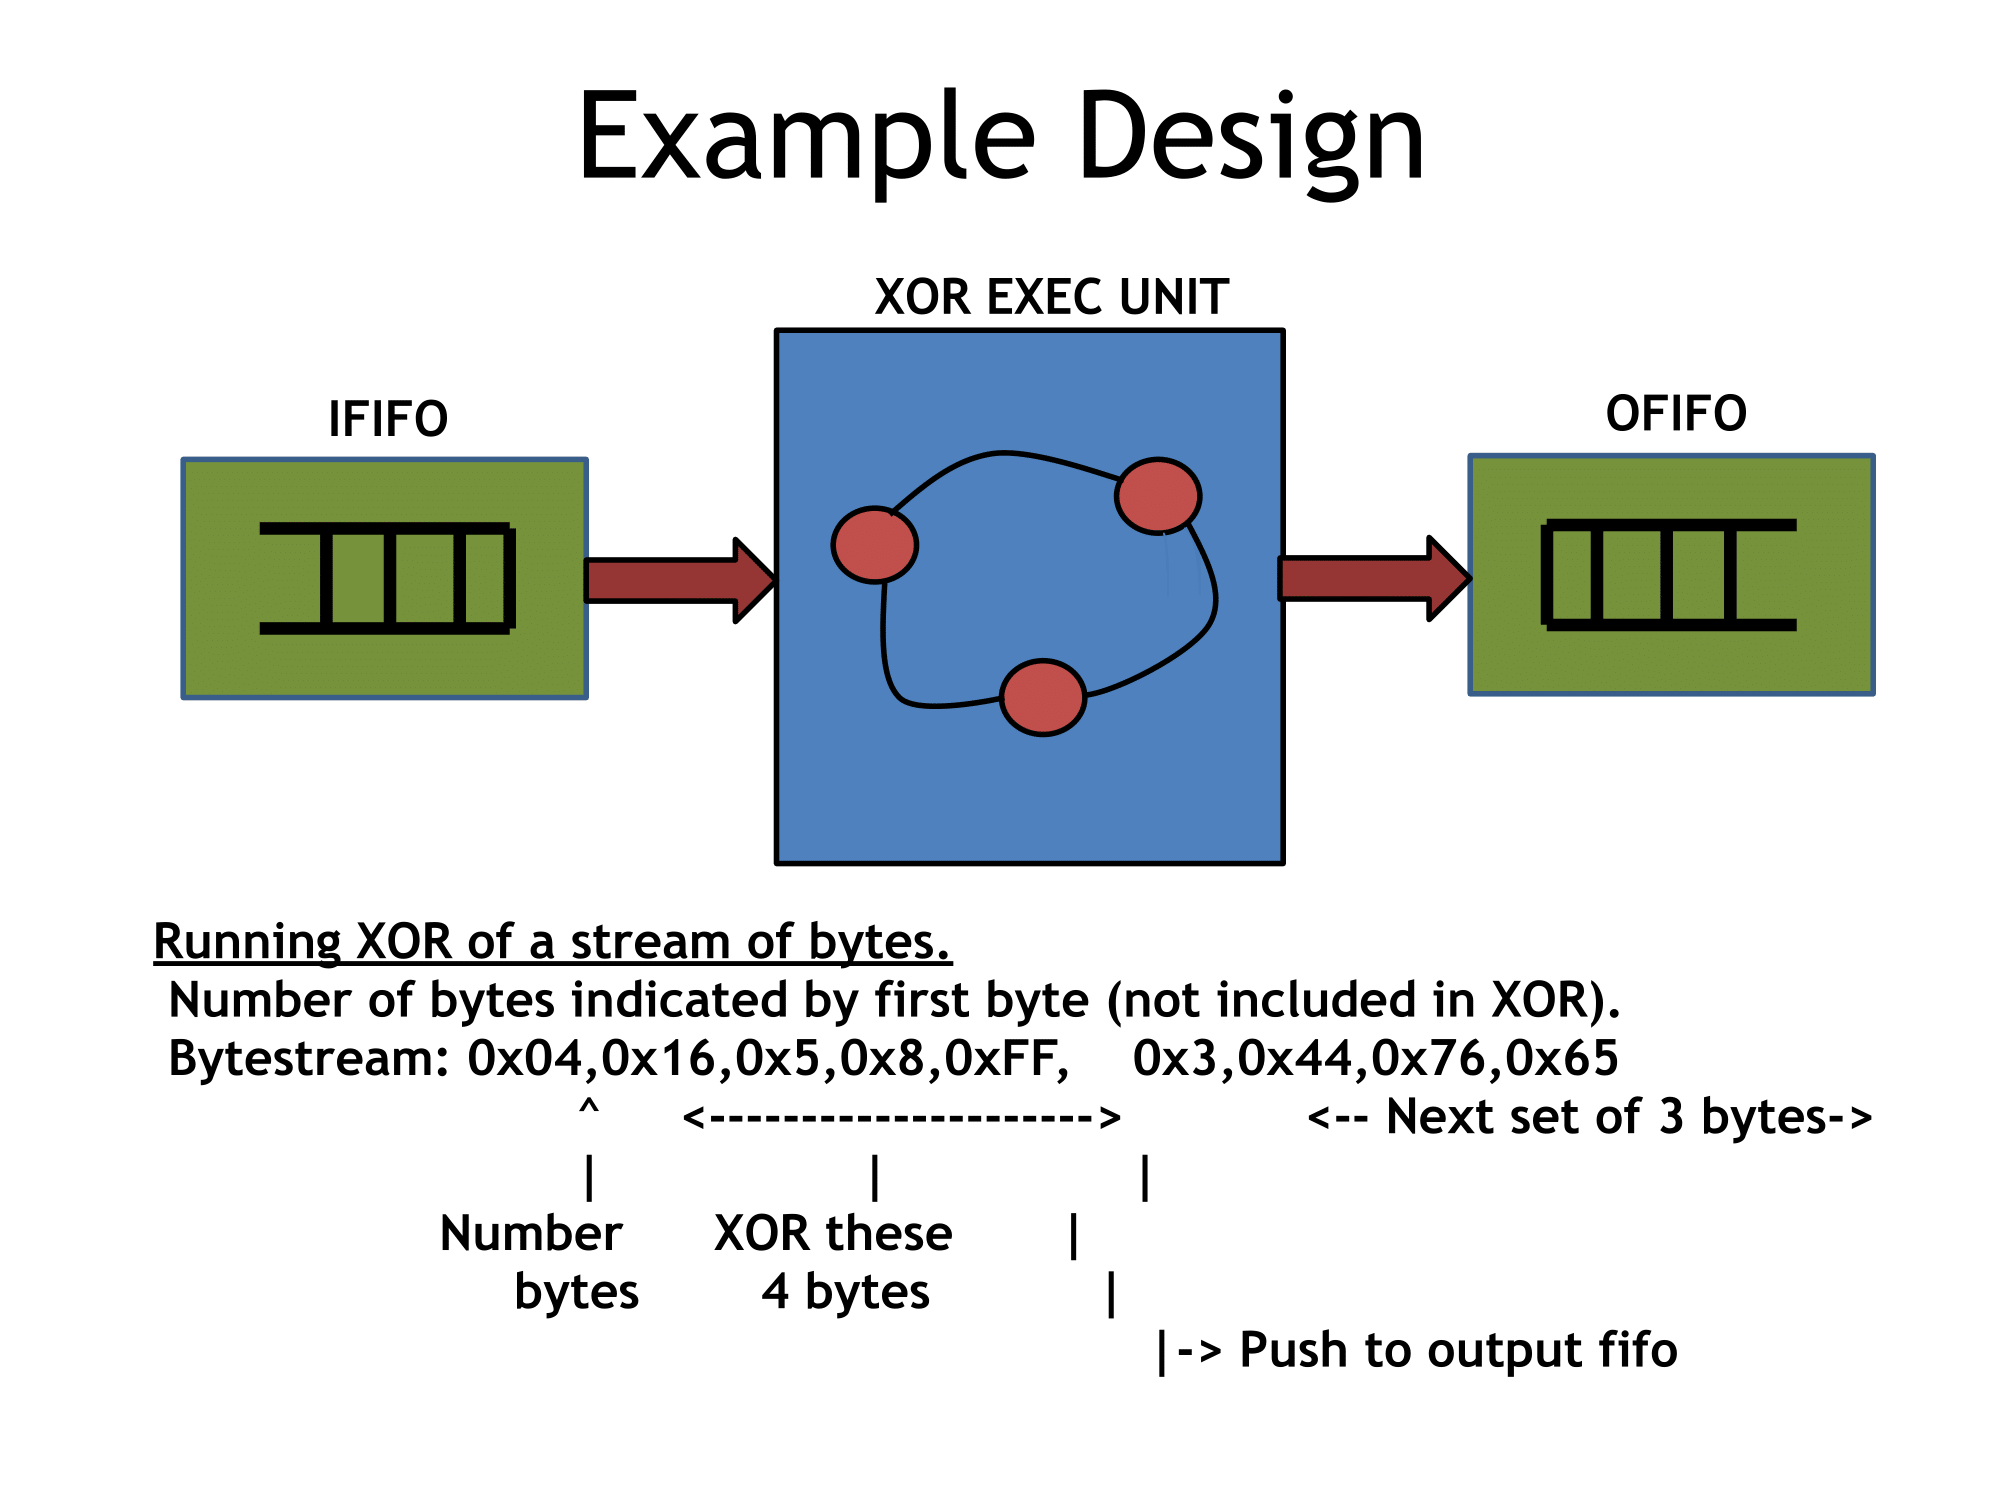 Example Design
XOR EXEC UNIT
IFIFO
OFIFO
Running XOR of a stream of bytes.
Number of bytes indicated by first byte (not included in XOR).
Bytestream: 0x04,0x16,0x5,0x8,0xFF, 0x3,0x44,0x76,0x65
^ <---------------------> <-- Next set of 3 bytes->
| | |
Number XOR these |
bytes 4 bytes |
|-> Push to output fifo